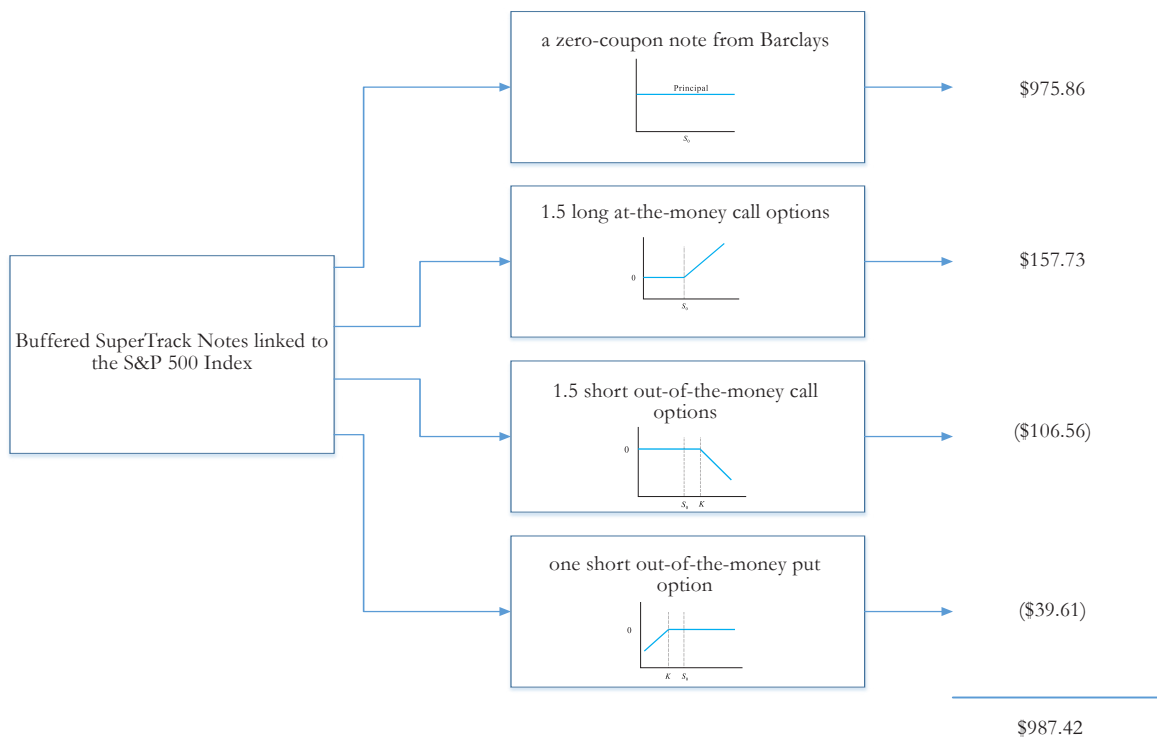 a zero-coupon note from Barclays
Principal
S₀
$975.86
1.5 long at-the-money call options
0
S₀
$157.73
Buffered SuperTrack Notes linked to
the S&P 500 Index
1.5 short out-of-the-money call
options
0
S₀ K
($106.56)
one short out-of-the-money put
option
0
K S₀
($39.61)
$987.42